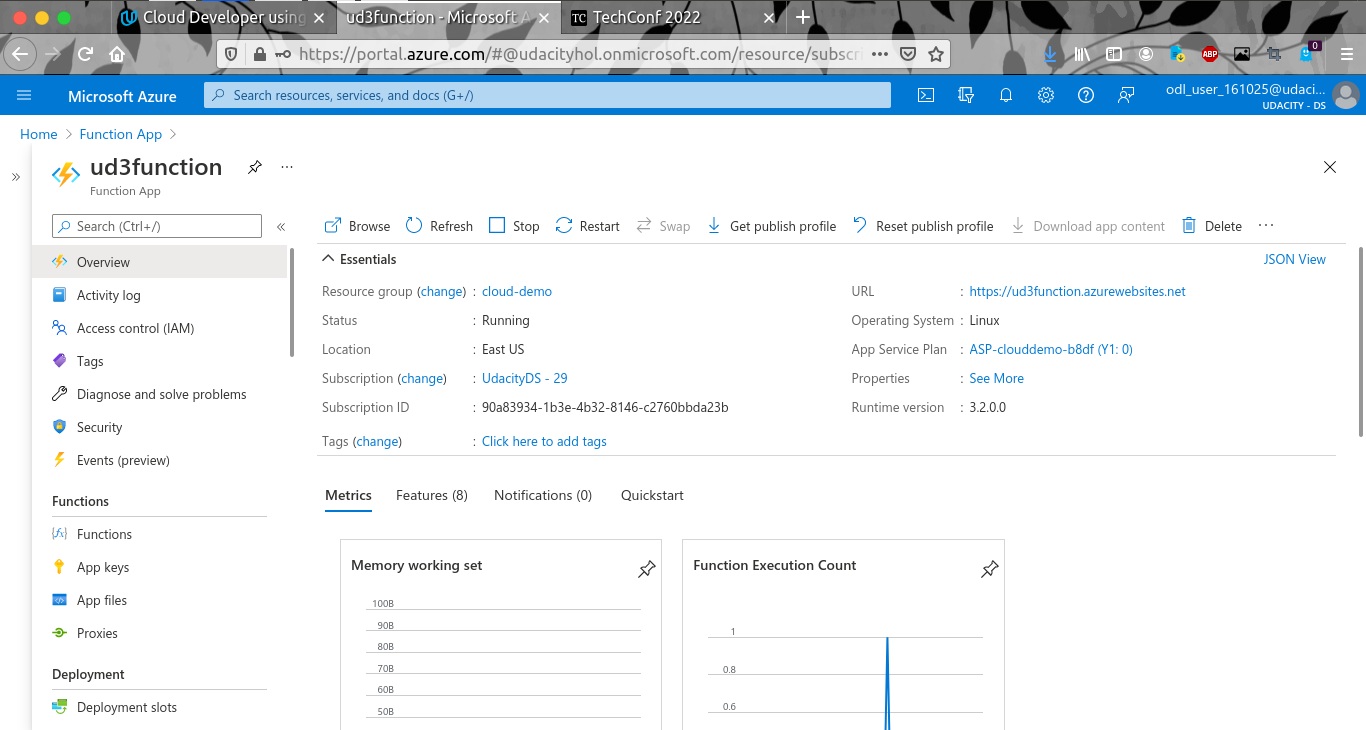 Cloud Developer using
ud3function - Microsoft A
TC TechConf 2022
https://portal.azure.com/#@udacityhol.onmicrosoft.com/resource/subscri
ABP
0
Microsoft Azure
Search resources, services, and docs (G+/)
odl_user_161025@udaci...
UDACITY - DS
Home > Function App >
ud3function
Function App
Search (Ctrl+/)
Browse Refresh Stop Restart Swap Get publish profile Reset publish profile Download app content Delete
Overview
Activity log
Access control (IAM)
Tags
Diagnose and solve problems
Security
Events (preview)
Functions
Functions
App keys
App files
Proxies
Deployment
Deployment slots
Essentials
JSON View
Resource group (change) : cloud-demo
Status : Running
Location : East US
Subscription (change) : UdacityDS - 29
Subscription ID : 90a83934-1b3e-4b32-8146-c2760bbda23b
Tags (change) : Click here to add tags
URL : https://ud3function.azurewebsites.net
Operating System : Linux
App Service Plan : ASP-clouddemo-b8df (Y1: 0)
Properties : See More
Runtime version : 3.2.0.0
Metrics Features (8) Notifications (0) Quickstart
Memory working set
100B
90B
80B
70B
60B
50B
Function Execution Count
1
0.8
0.6